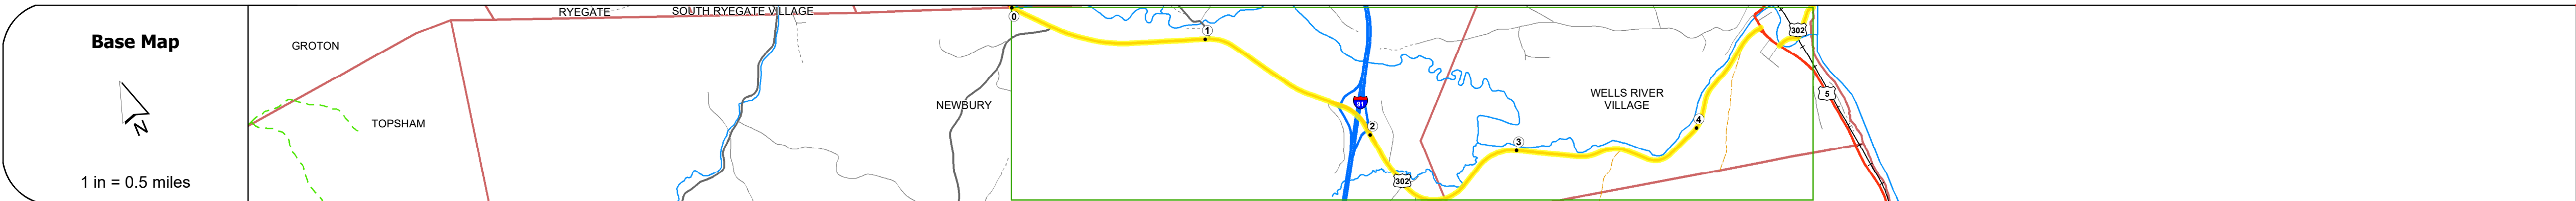 Base Map
N
1 in = 0.5 miles
GROTON
TOPSHAM
RYEGATE
SOUTH RYEGATE VILLAGE
NEWBURY
0
1
91
2
302
3
WELLS RIVER
VILLAGE
4
302
5